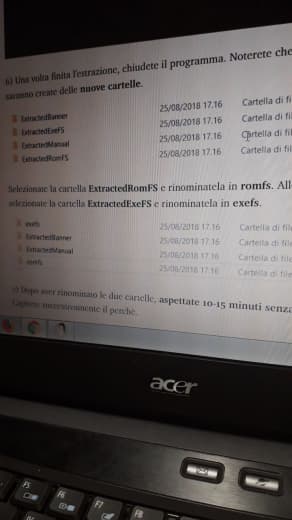 6) Una volta finita l'estrazione, chiudete il programma. Noterete che
saranno create delle nuove cartelle.
ExtractedBanner 25/08/2018 17.16 Cartella di fi
ExtractedExeFS 25/08/2018 17.16 Cartella di fi
ExtractedManual 25/08/2018 17.16 Cartella di fi
ExtractedRomFS 25/08/2018 17.16 Cartella di fil
Selezionate la cartella ExtractedRomFS e rinominatela in romfs. All
selezionate la cartella ExtractedExeFS e rinominatela in exefs.
exefs 25/08/2018 17.16 Cartella di file
ExtractedBanner 25/08/2018 17.16 Cartella di file
ExtractedManual 25/08/2018 17.16 Cartella di file
romfs 25/08/2018 17.16 Cartella di file
7) Dopo aver rinominato le due cartelle, aspettate 10-15 minuti senza
Capirete successivamente il perché.
acer
F5
F6
F7
F8